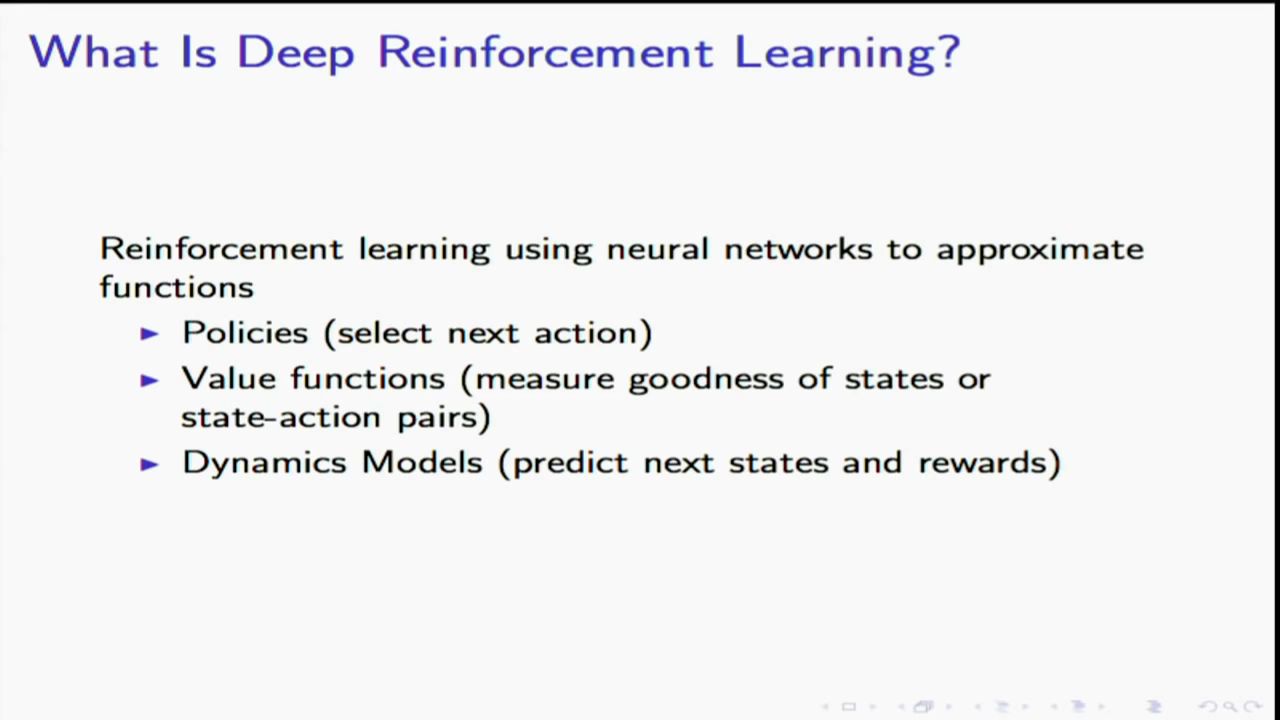 What Is Deep Reinforcement Learning?
Reinforcement learning using neural networks to approximate
functions
► Policies (select next action)
► Value functions (measure goodness of states or
state-action pairs)
► Dynamics Models (predict next states and rewards)